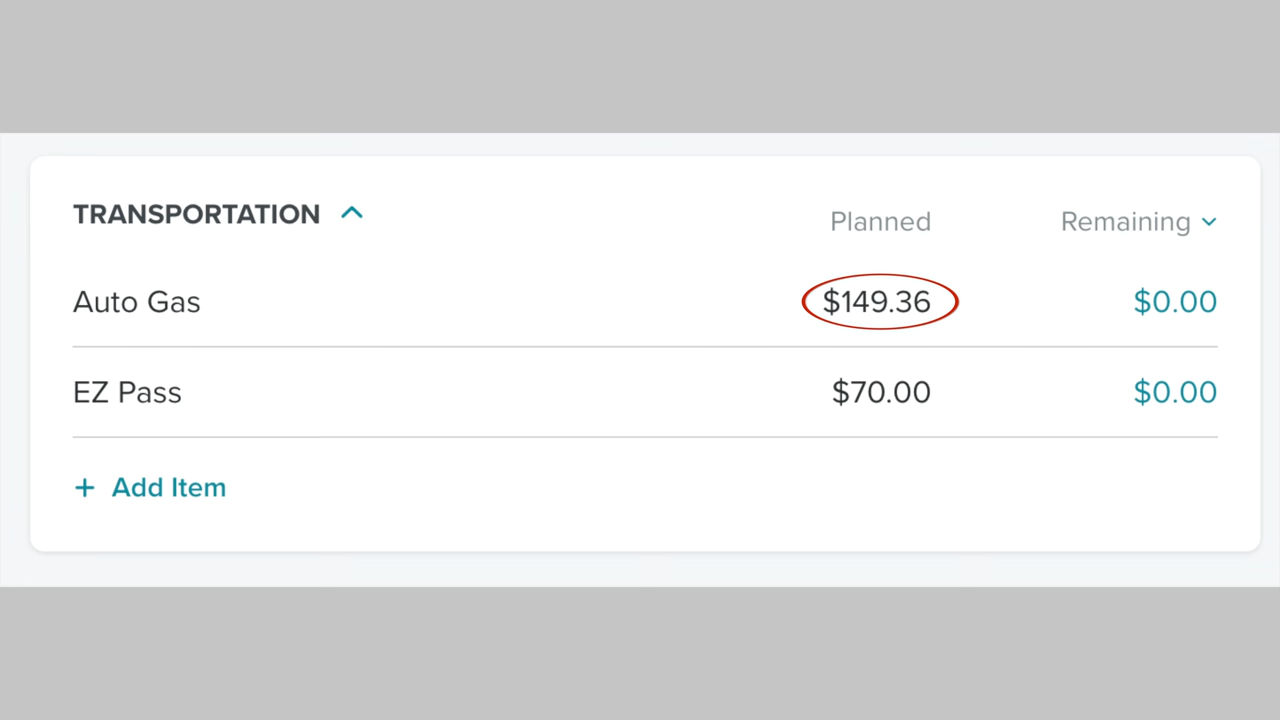 TRANSPORTATION Planned Remaining
Auto Gas $149.36 $0.00
EZ Pass $70.00 $0.00
+ Add Item